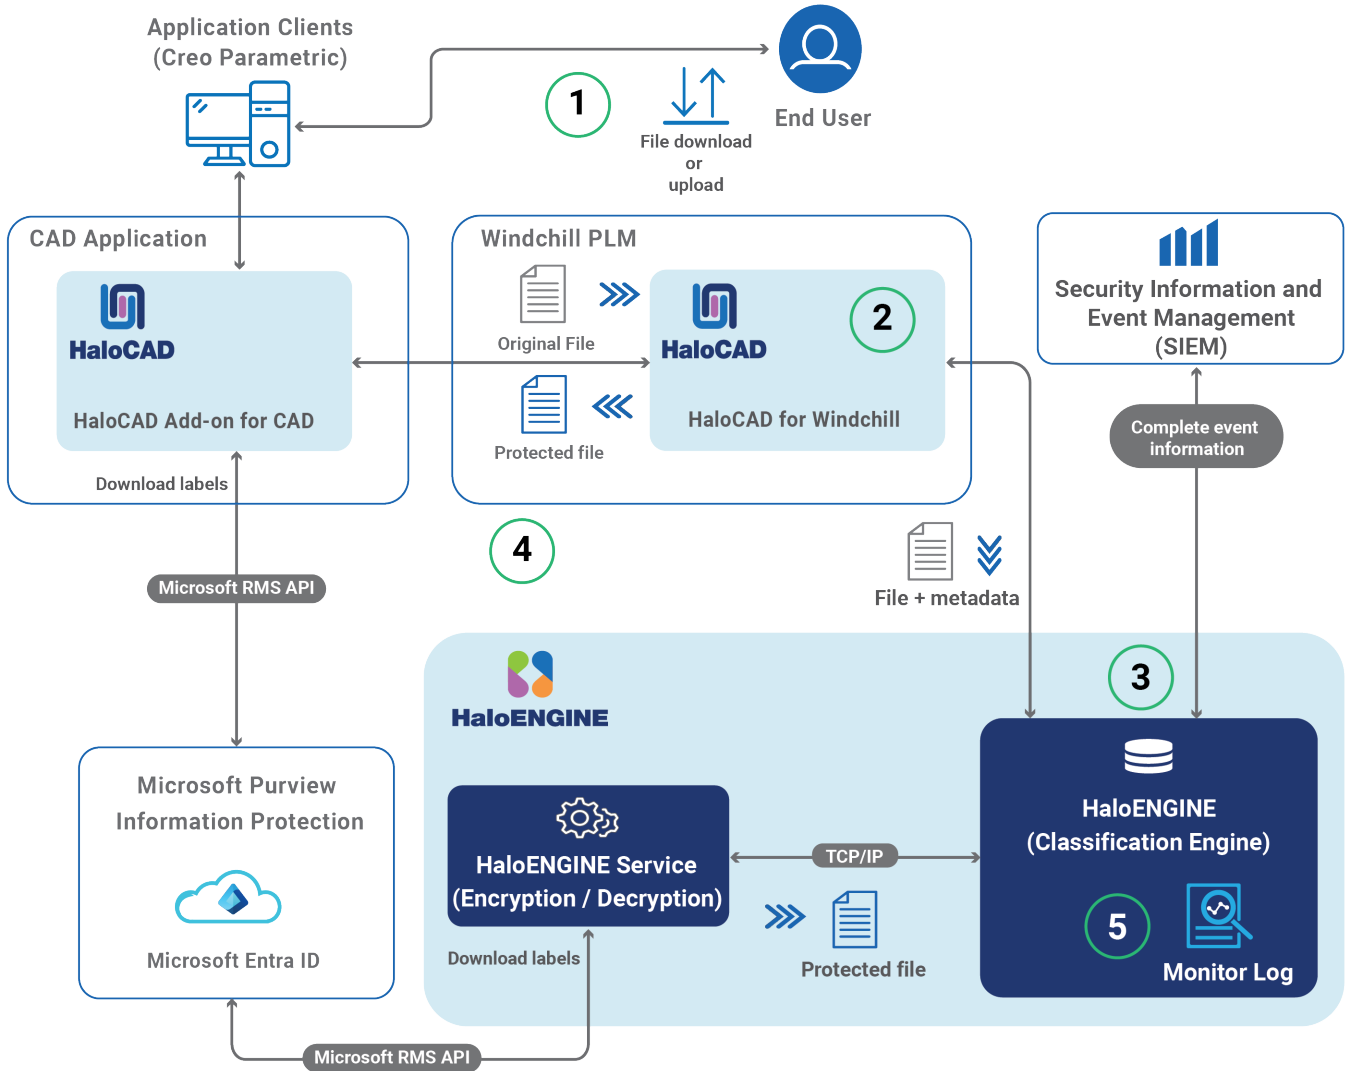 Application Clients
(Creo Parametric)
1
File download
or
upload
End User
CAD Application
HaloCAD
HaloCAD Add-on for CAD
Download labels
Windchill PLM
Original File
Protected file
HaloCAD
2
HaloCAD for Windchill
Security Information and
Event Management
(SIEM)
Complete event
information
4
Microsoft RMS API
File + metadata
HaloENGINE
3
Microsoft Purview
Information Protection
Microsoft Entra ID
HaloENGINE Service
(Encryption / Decryption)
TCP/IP
Protected file
HaloENGINE
(Classification Engine)
5
Monitor Log
Download labels
Microsoft RMS API